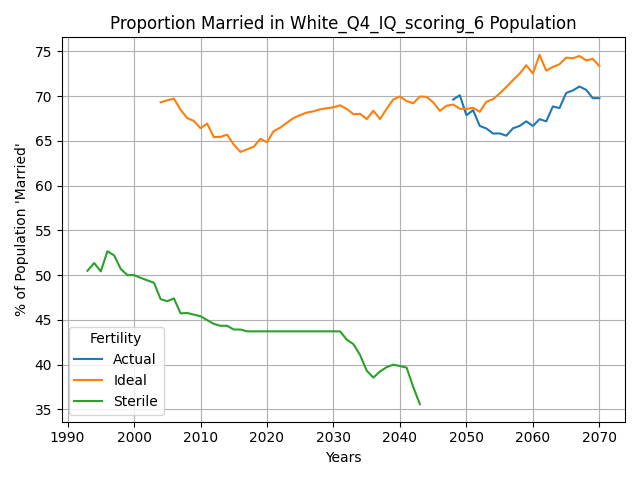 Proportion Married in White_Q4_IQ_scoring_6 Population
% of Population 'Married'
75
70
65
60
55
50
45
40
35
Fertility
Actual
Ideal
Sterile
1990 2000 2010 2020 2030 2040 2050 2060 2070
Years